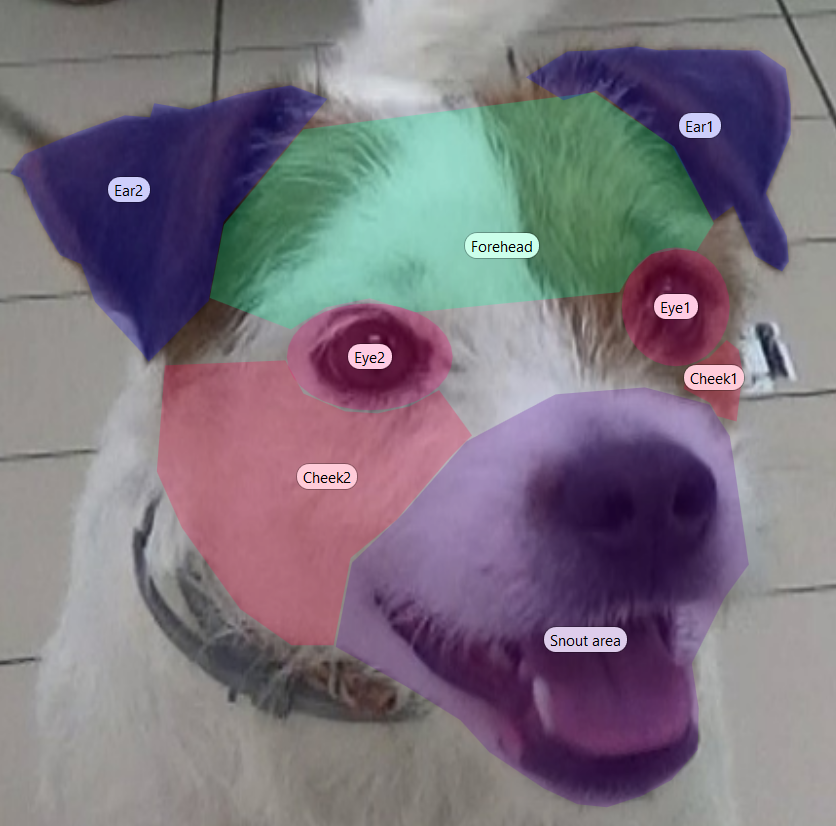 Ear1
Ear2
Forehead
Eye1
Eye2
Cheek1
Cheek2
Snout area